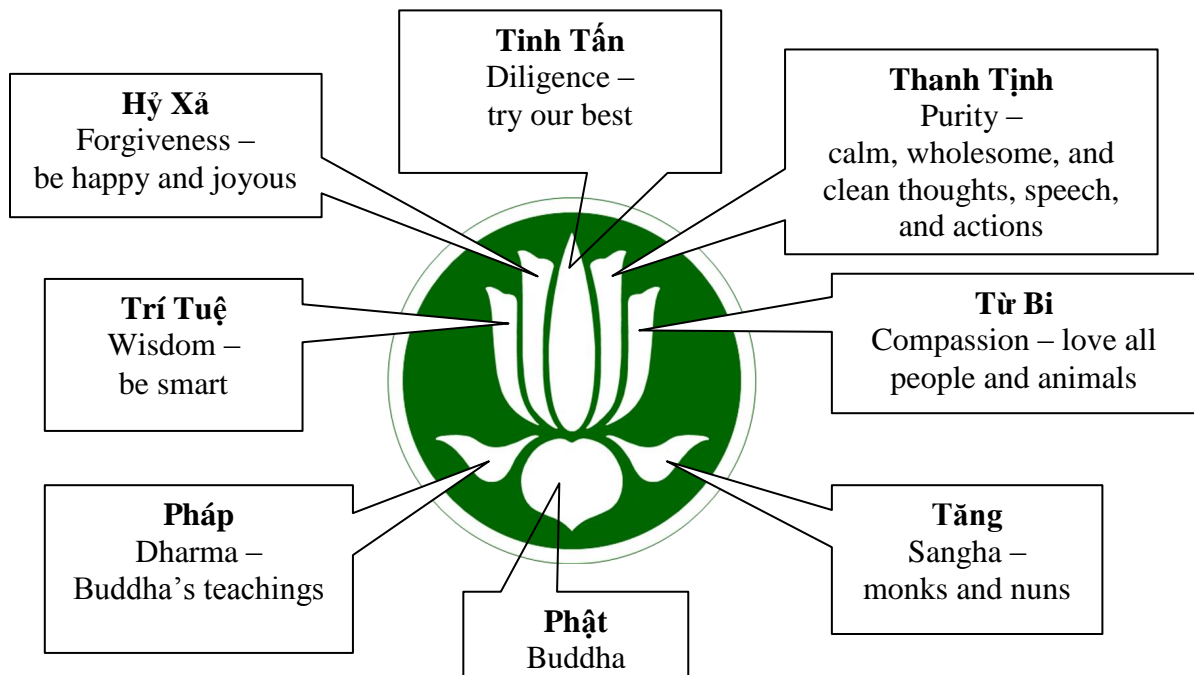 Tinh Tấn
Diligence –
try our best
Hỷ Xả
Forgiveness –
be happy and joyous
Thanh Tịnh
Purity –
calm, wholesome, and
clean thoughts, speech,
and actions
Trí Tuệ
Wisdom –
be smart
Từ Bi
Compassion – love all
people and animals
Pháp
Dharma –
Buddha’s teachings
Phật
Buddha
Tăng
Sangha –
monks and nuns